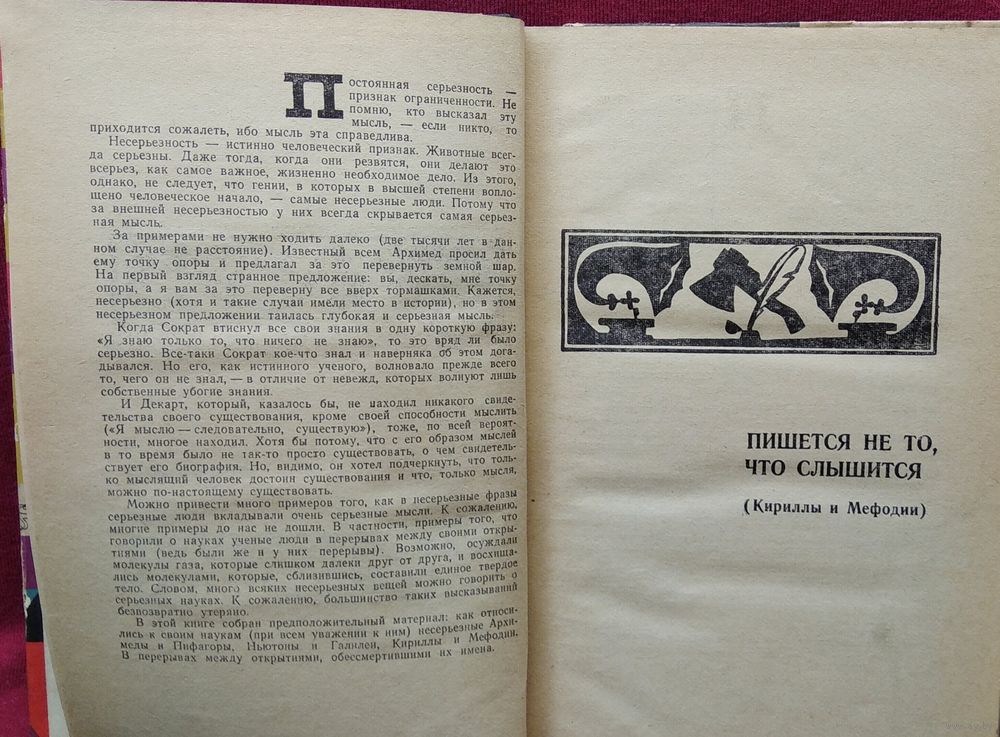 Постоянная серьезность —
признак ограниченности. Не
помню, кто высказал эту
мысль, — если никто, то
приходится сожалеть, ибо мысль эта справедлива.
Несерьезность — истинно человеческий признак. Животные всег-
да серьезны. Даже тогда, когда они резвятся, они делают это
всерьез, как самое важное, жизненно необходимое дело. Из этого,
однако, не следует, что гении, в которых в высшей степени вопло-
щено человеческое начало, — самые несерьезные люди. Потому что
за внешней несерьезностью у них всегда скрывается самая серьез-
ная мысль.
За примерами не нужно ходить далеко (две тысячи лет в дан-
ном случае не расстояние). Известный всем Архимед просил дать
ему точку опоры и предлагал за это перевернуть земной шар.
На первый взгляд странное предложение: вы, дескать, мне точку
опоры, а я вам за это переверну все вверх тормашками. Кажется,
несерьезно (хотя и такие случаи имели место в истории), но в этом
несерьезном предложении таилась глубокая и серьезная мысль.
Когда Сократ втиснул все свои знания в одну короткую фразу:
«Я знаю только то, что ничего не знаю», то это вряд ли было
серьезно. Все-таки Сократ кое-что знал и наверняка об этом дога-
дывался. Но его, как истинного ученого, волновало прежде всего
то, чего он не знал, — в отличие от невежд, которых волнуют лишь
собственные убогие знания.
И Декарт, который, казалось бы, не находил никакого свиде-
тельства своего существования, кроме своей способности мыслить
(«Я мыслю — следовательно, существую»), тоже, по всей вероят-
ности, многое находил. Хотя бы потому, что с его образом мыслей
в то время было не так-то просто существовать, о чем свидетель-
ствует его биография. Но, видимо, он хотел подчеркнуть, что толь-
ко мыслящий человек достоин существования и что, только мысля,
можно по-настоящему существовать.
Можно привести много примеров того, как в несерьезные фразы
серьезные люди вкладывали очень серьезные мысли. К сожалению,
многие примеры до нас не дошли. В частности, примеры того, что
говорили о науках ученые люди в перерывах между своими откры-
тиями (ведь были же и у них перерывы). Возможно, осуждали
молекулы газа, которые слишком далеки друг от друга, и восхища-
лись молекулами, которые, сблизившись, составили единое твердое
тело. Словом, много всяких несерьезных вещей можно говорить о
серьезных науках. К сожалению, большинство таких высказываний
безвозвратно утеряно.
В этой книге собран предположительный материал: как относи-
лись к своим наукам (при всем уважении к ним) несерьезные Архи-
меды и Пифагоры, Ньютоны и Галилеи, Кириллы и Мефодии.
В перерывах между открытиями, обессмертившими их имена.
ПИШЕТСЯ НЕ ТО,
ЧТО СЛЫШИТСЯ
(Кириллы и Мефодии)